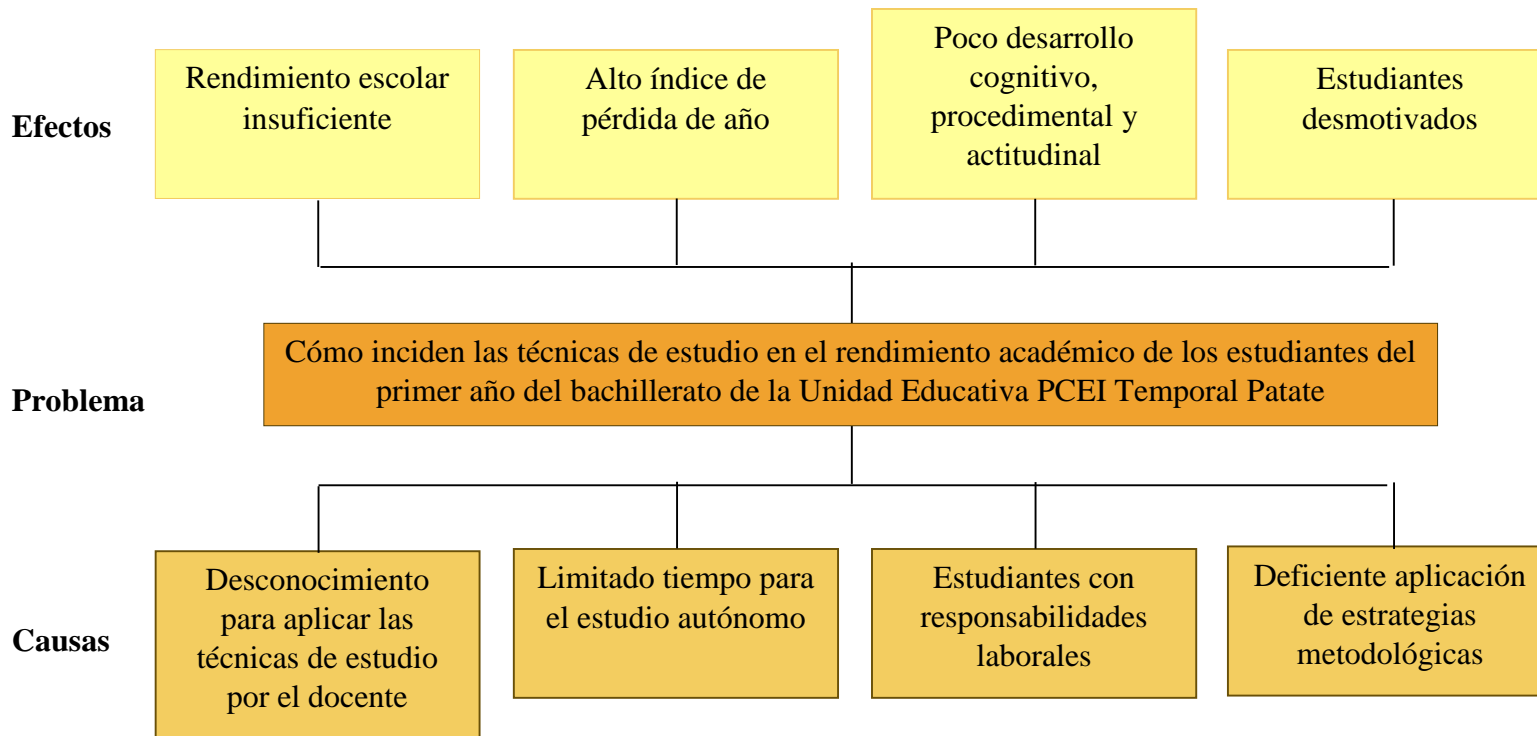 Efectos
Rendimiento escolar
insuficiente
Alto índice de
pérdida de año
Poco desarrollo
cognitivo,
procedimental y
actitudinal
Estudiantes
desmotivados
Problema
Cómo inciden las técnicas de estudio en el rendimiento académico de los estudiantes del
primer año del bachillerato de la Unidad Educativa PCEI Temporal Patate
Causas
Desconocimiento
para aplicar las
técnicas de estudio
por el docente
Limitado tiempo para
el estudio autónomo
Estudiantes con
responsabilidades
laborales
Deficiente aplicación
de estrategias
metodológicas